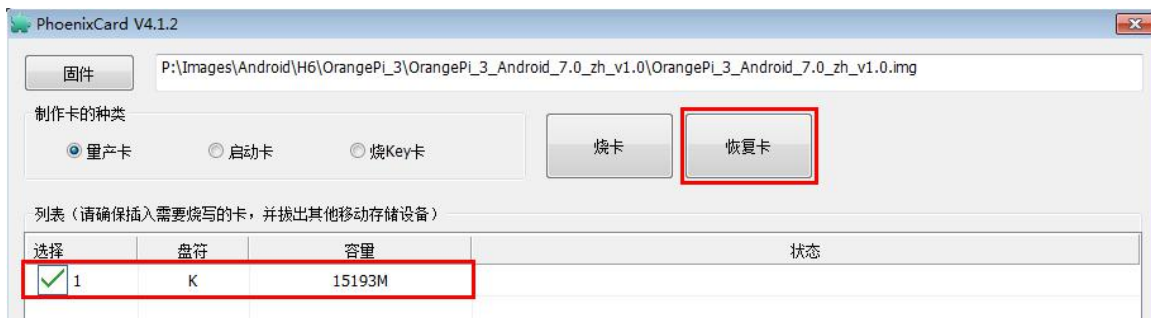 PhoenixCard V4.1.2
固件 P:\Images\Android\H6\OrangePi_3\OrangePi_3_Android_7.0_zh_v1.0\OrangePi_3_Android_7.0_zh_v1.0.img
制作卡的种类
量产卡 启动卡 烧Key卡 烧卡 恢复卡
列表（请确保插入需要烧写的卡，并拔出其他移动存储设备）
选择 盘符 容量 状态
1 K 15193M